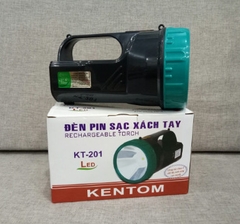 ĐÈN PIN SẠC XÁCH TAY
RECHARGEABLE TORCH
KT-201
LED
KENTOM